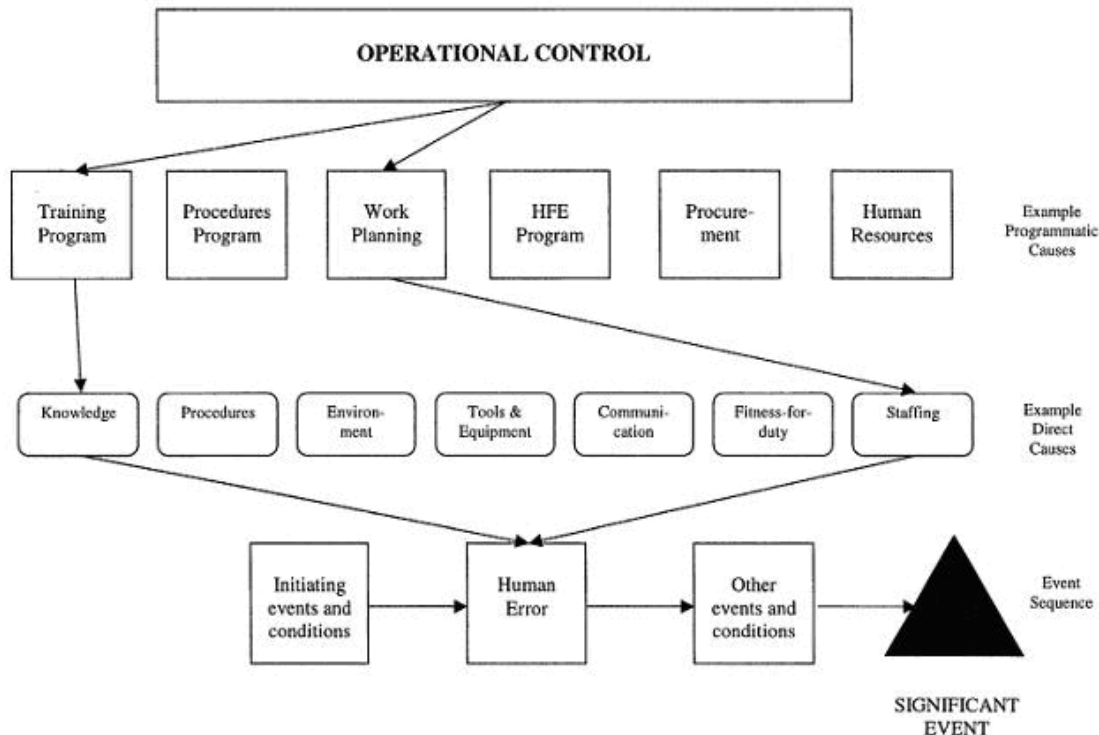 OPERATIONAL CONTROL
Training
Program
Procedures
Program
Work
Planning
HFE
Program
Procure-
ment
Human
Resources
Example
Programmatic
Causes
Knowledge
Procedures
Environ-
ment
Tools &
Equipment
Communi-
cation
Fitness-for-
duty
Staffing
Example
Direct
Causes
Initiating
events and
conditions
Human
Error
Other
events and
conditions
Event
Sequence
SIGNIFICANT
EVENT